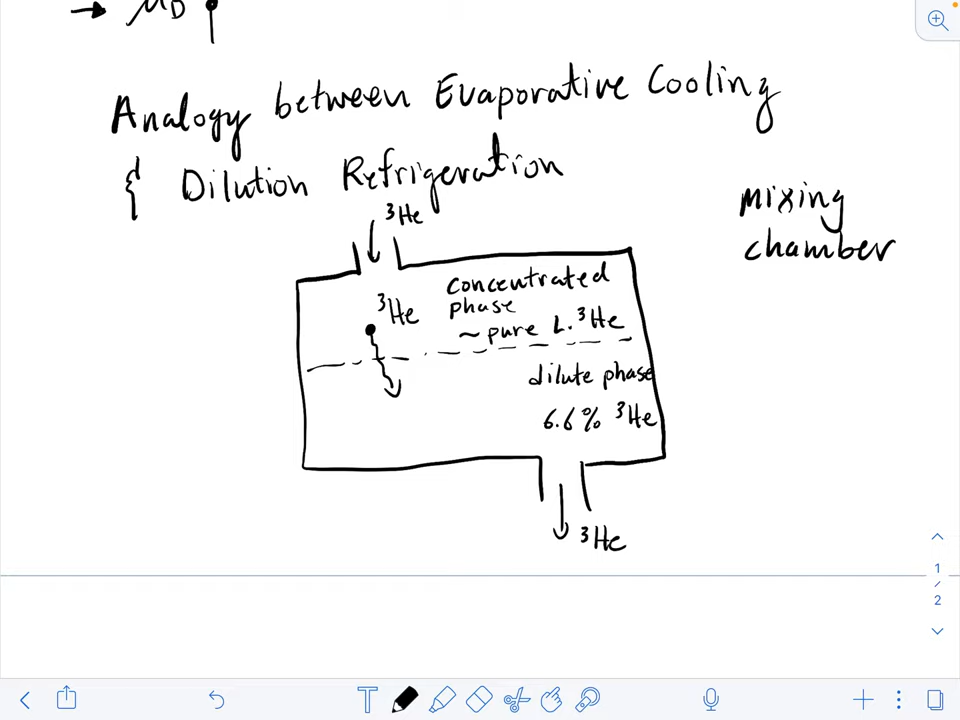 → μ_D
Analogy between Evaporative Cooling
& Dilution Refrigeration
mixing
chamber
³He
³He
concentrated
phase
~ pure L. ³He
dilute phase
6.6% ³He
³He
1
/
2
T